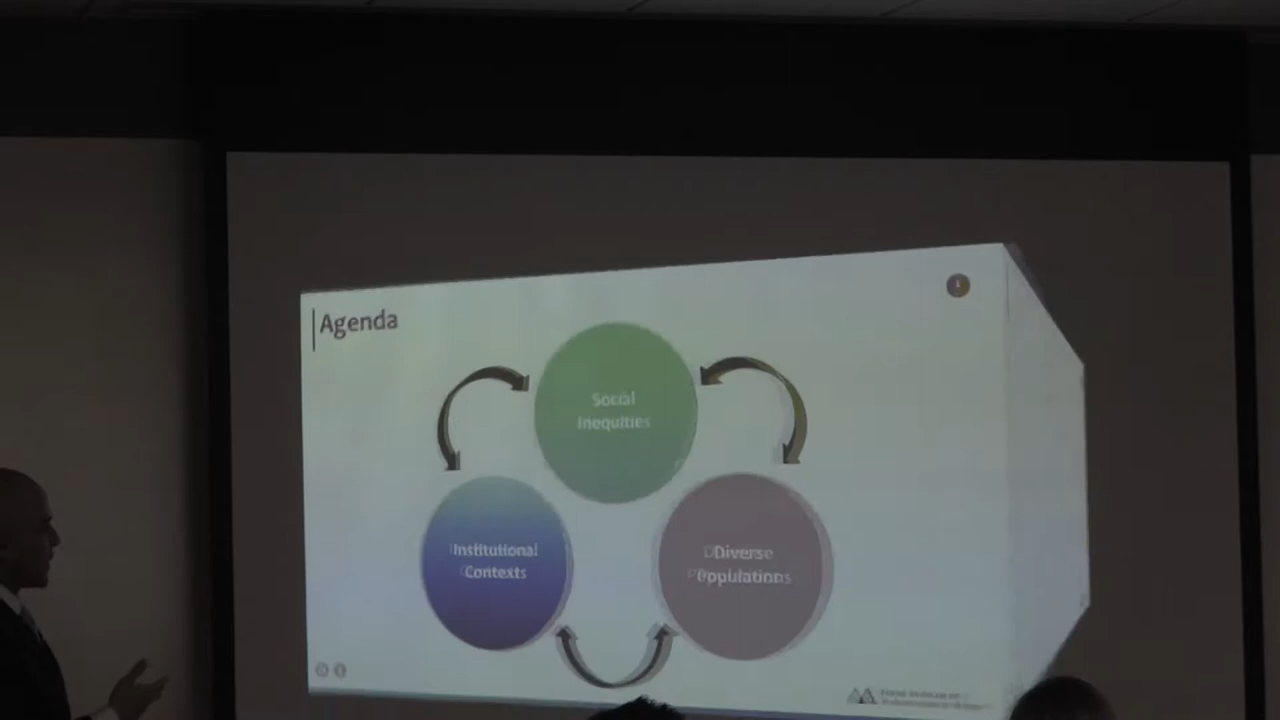 Agenda
Social
Inequities
Institutional
Contexts
Diverse
Populations